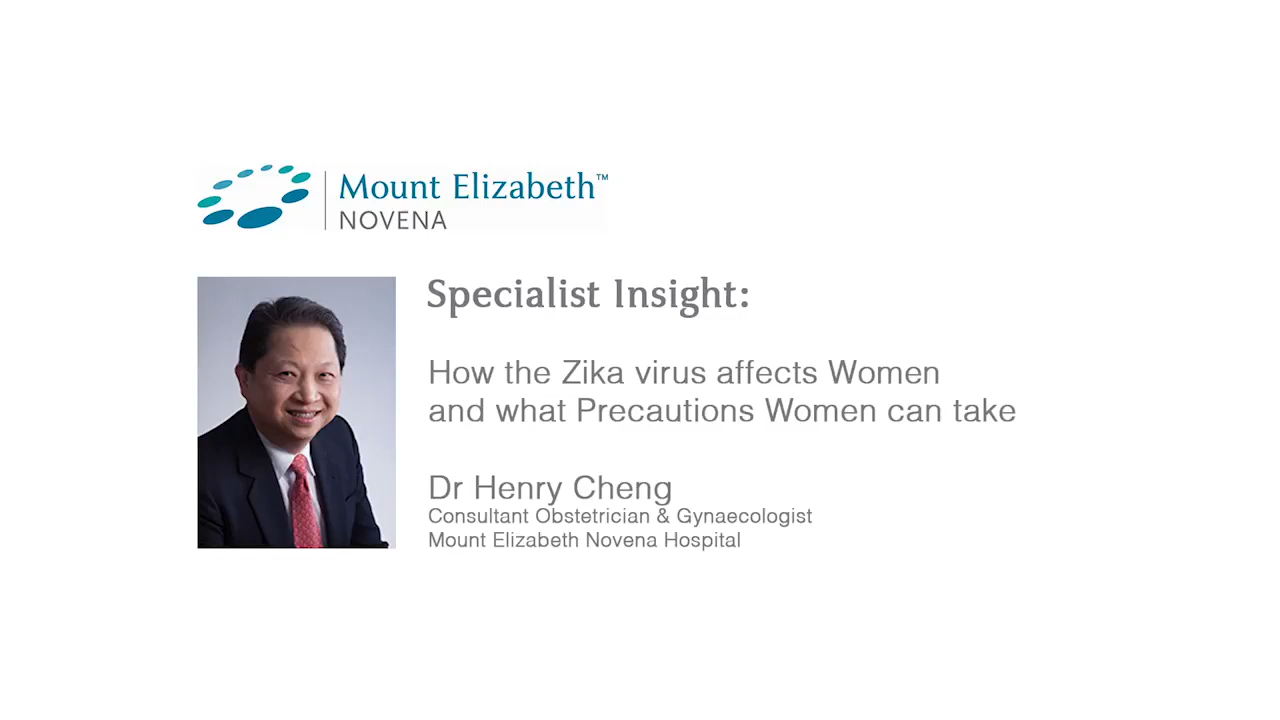 Mount Elizabeth™
NOVENA
Specialist Insight:
How the Zika virus affects Women
and what Precautions Women can take
Dr Henry Cheng
Consultant Obstetrician & Gynaecologist
Mount Elizabeth Novena Hospital